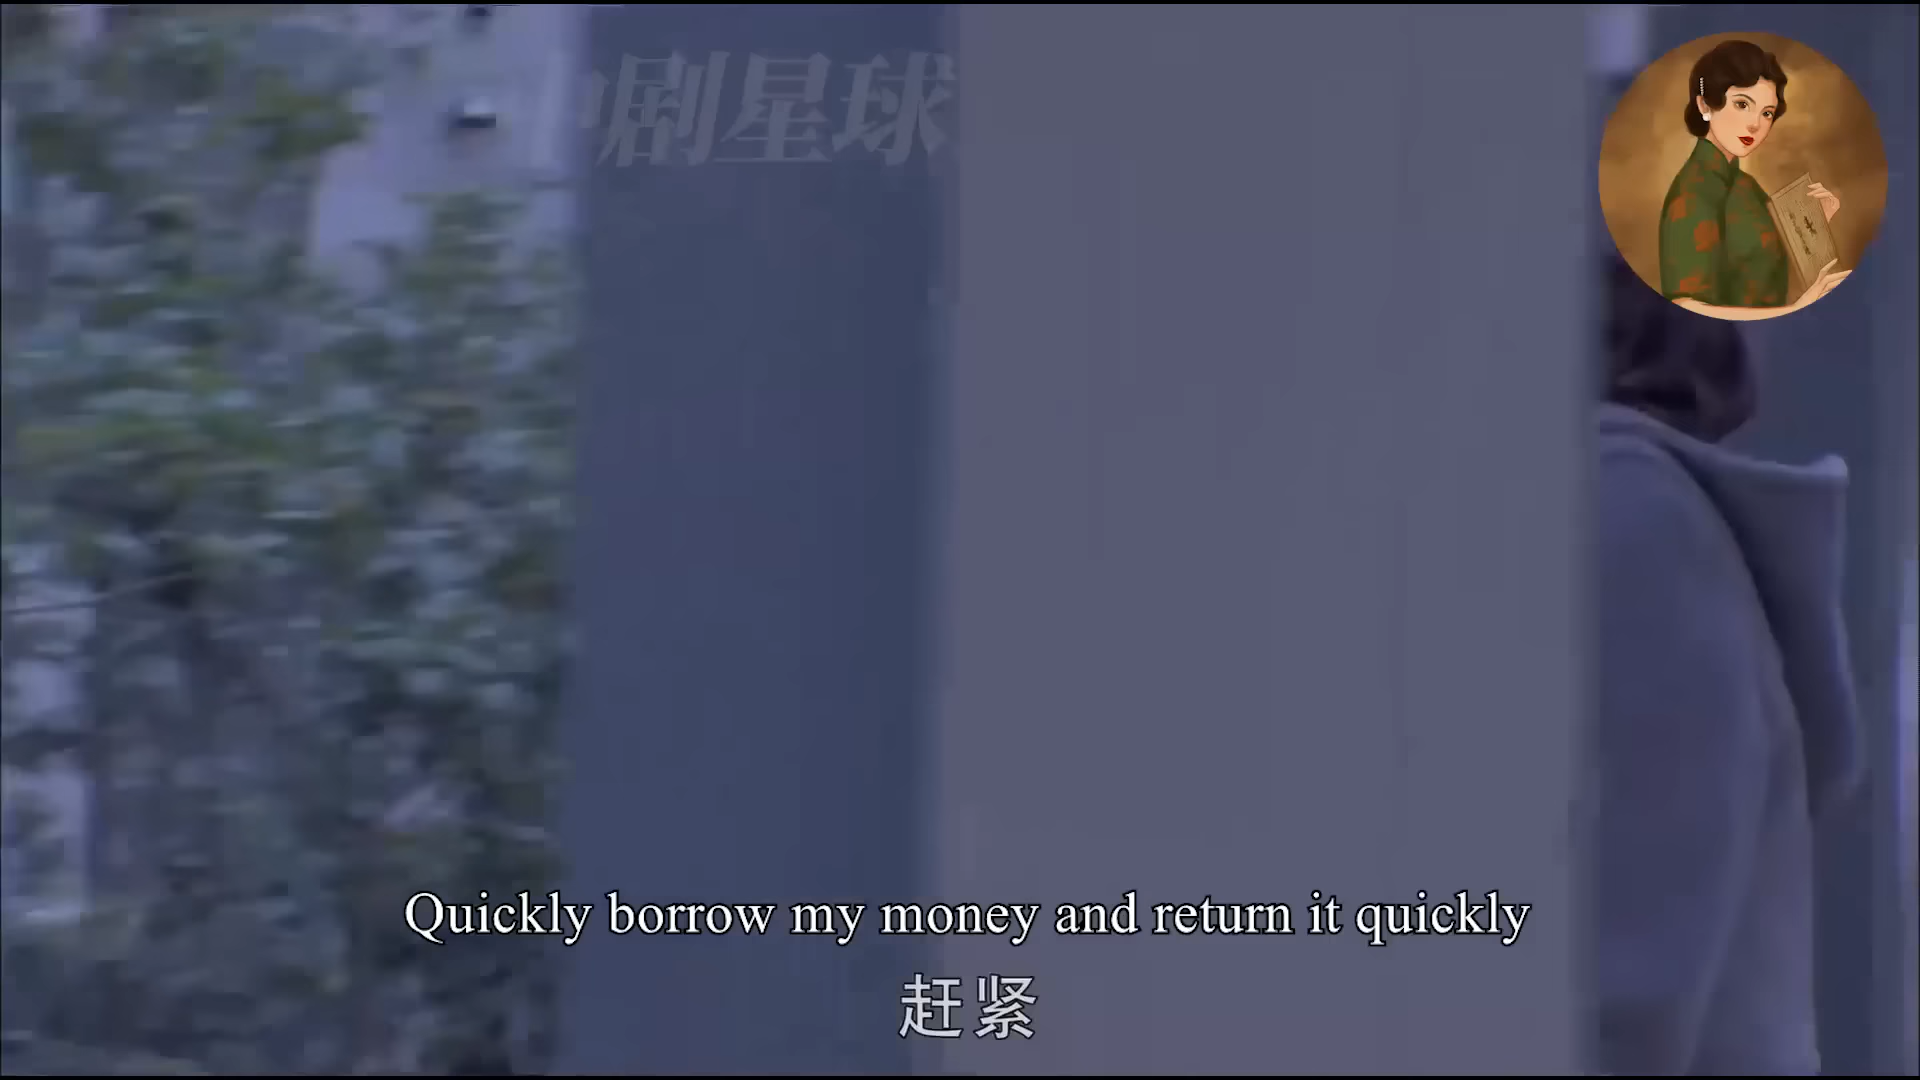 剧星球
Quickly borrow my money and return it quickly
赶紧